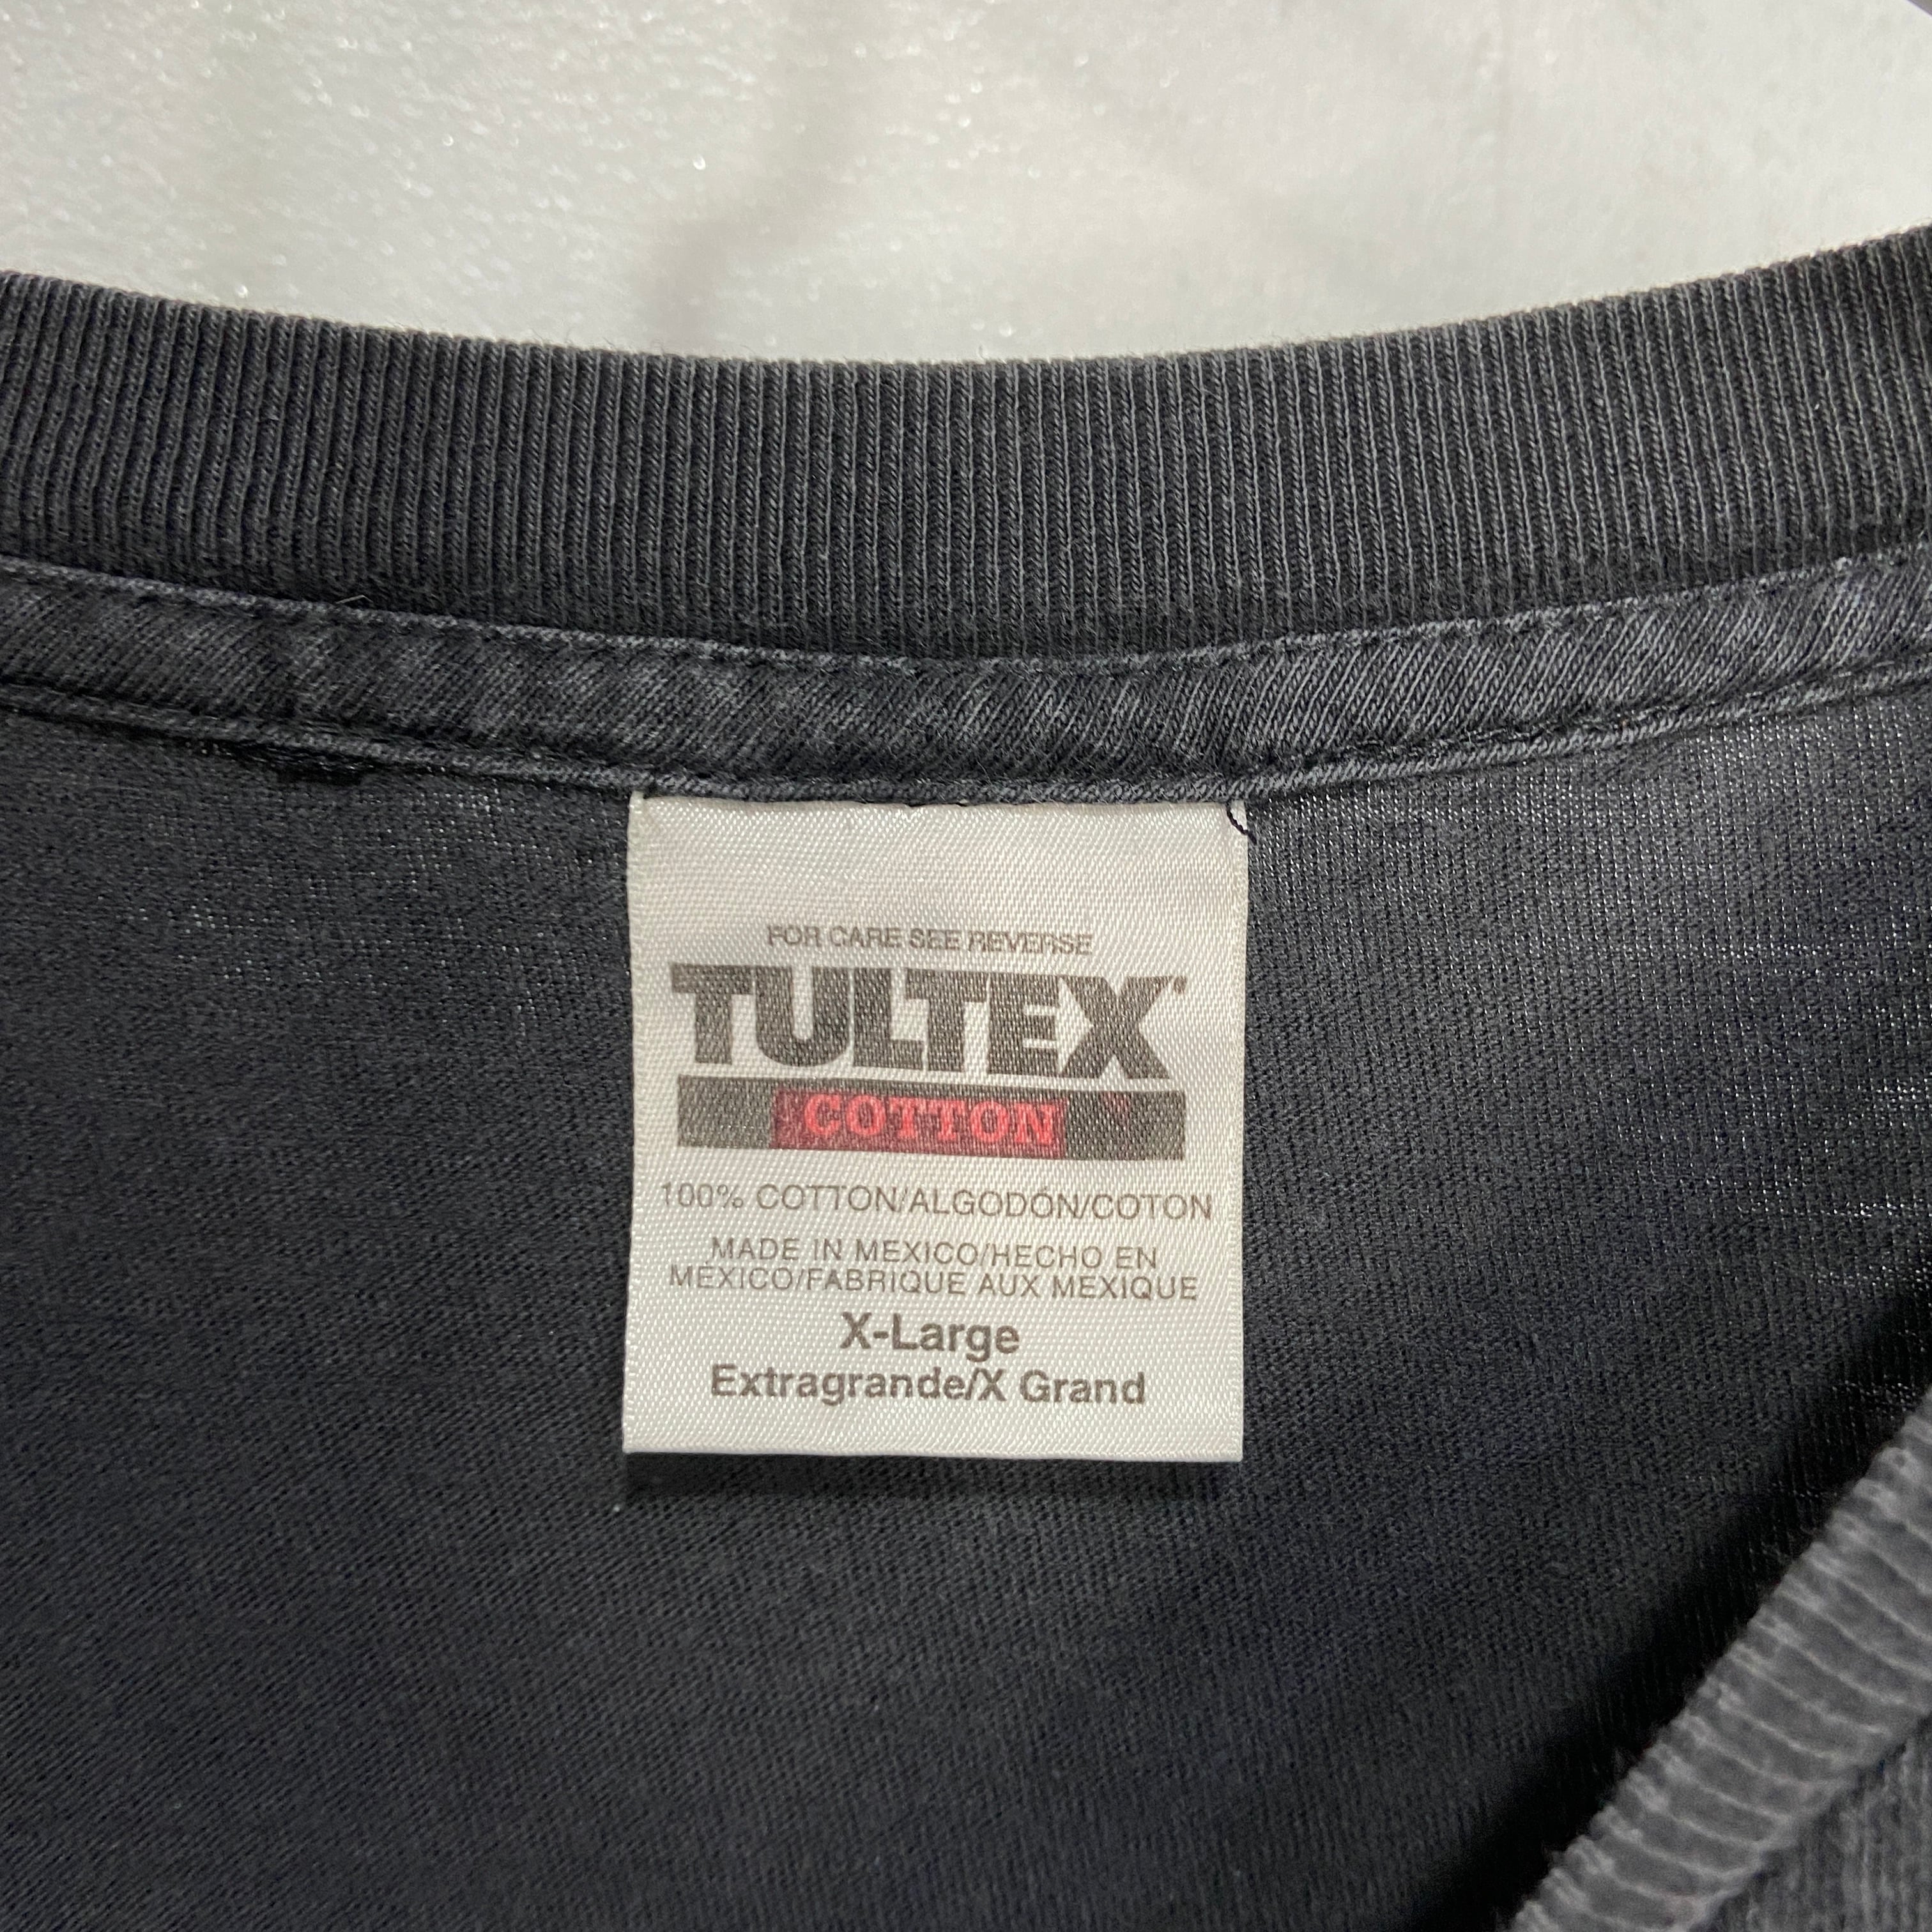 FOR CARE SEE REVERSE
TULTEX®
COTTON
100% COTTON/ALGODÓN/COTON
MADE IN MEXICO/HECHO EN
MEXICO/FABRIQUE AUX MEXIQUE
X-Large
Extragrande/X Grand